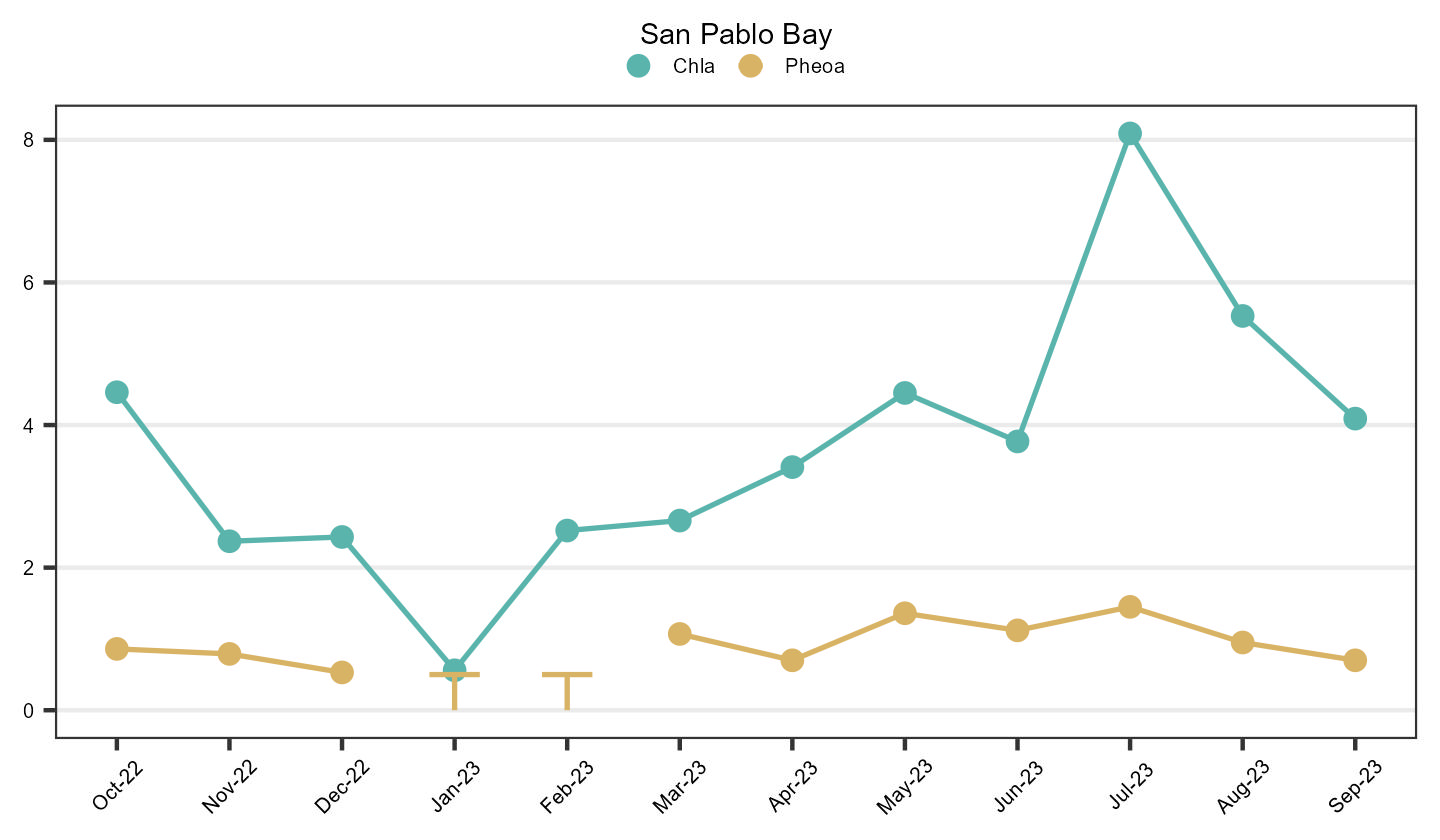 San Pablo Bay
Chla Pheoa
8
6
4
2
0
Oct-22 Nov-22 Dec-22 Jan-23 Feb-23 Mar-23 Apr-23 May-23 Jun-23 Jul-23 Aug-23 Sep-23